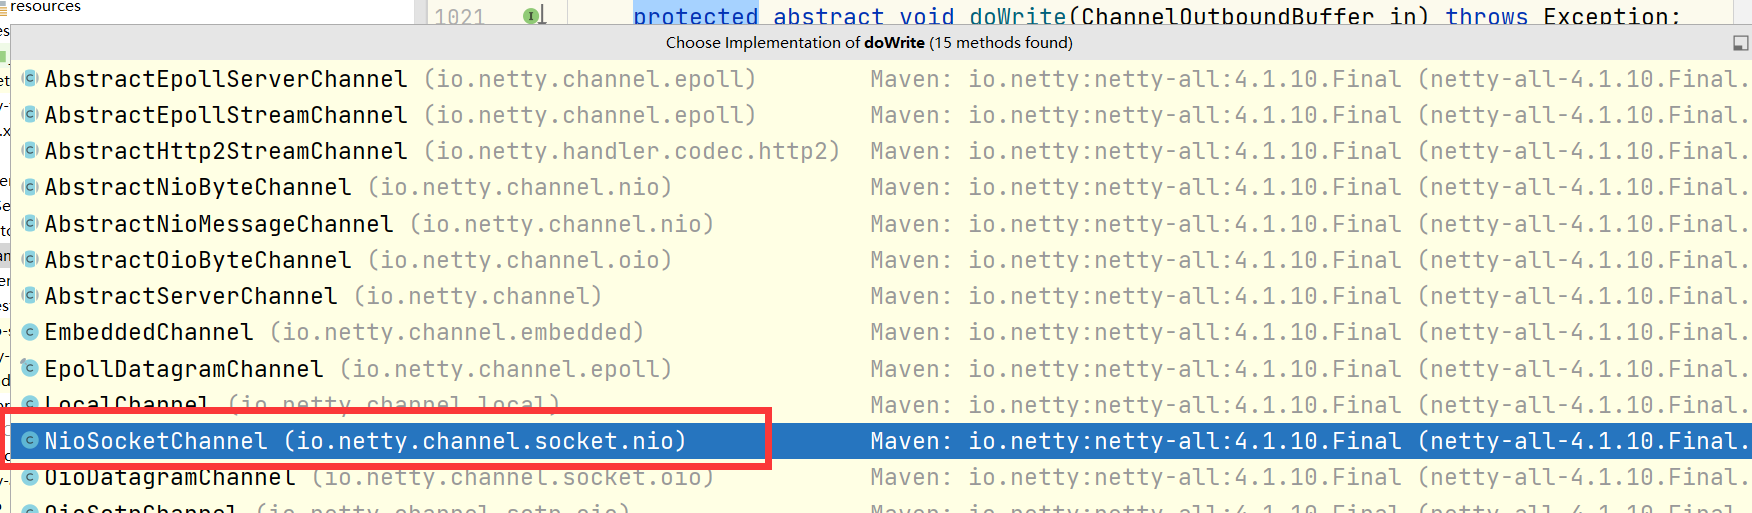 resources
1021 protected abstract void doWrite(ChannelOutboundBuffer in) throws Exception;
Choose Implementation of doWrite (15 methods found)
AbstractEpollServerChannel (io.netty.channel.epoll) Maven: io.netty:netty-all:4.1.10.Final (netty-all-4.1.10.Final.
AbstractEpollStreamChannel (io.netty.channel.epoll) Maven: io.netty:netty-all:4.1.10.Final (netty-all-4.1.10.Final.
AbstractHttp2StreamChannel (io.netty.handler.codec.http2) Maven: io.netty:netty-all:4.1.10.Final (netty-all-4.1.10.Final.
AbstractNioByteChannel (io.netty.channel.nio) Maven: io.netty:netty-all:4.1.10.Final (netty-all-4.1.10.Final.
AbstractNioMessageChannel (io.netty.channel.nio) Maven: io.netty:netty-all:4.1.10.Final (netty-all-4.1.10.Final.
AbstractOioByteChannel (io.netty.channel.oio) Maven: io.netty:netty-all:4.1.10.Final (netty-all-4.1.10.Final.
AbstractServerChannel (io.netty.channel) Maven: io.netty:netty-all:4.1.10.Final (netty-all-4.1.10.Final.
EmbeddedChannel (io.netty.channel.embedded) Maven: io.netty:netty-all:4.1.10.Final (netty-all-4.1.10.Final.
EpollDatagramChannel (io.netty.channel.epoll) Maven: io.netty:netty-all:4.1.10.Final (netty-all-4.1.10.Final.
LocalChannel (io.netty.channel.local) Maven: io.netty:netty-all:4.1.10.Final (netty-all-4.1.10.Final.
NioSocketChannel (io.netty.channel.socket.nio) Maven: io.netty:netty-all:4.1.10.Final (netty-all-4.1.10.Final.
OioDatagramChannel (io.netty.channel.socket.oio) Maven: io.netty:netty-all:4.1.10.Final (netty-all-4.1.10.Final.
OioSctpChannel (io.netty.channel.sctp.oio) Maven: io.netty:netty-all:4.1.10.Final (netty-all-4.1.10.Final.